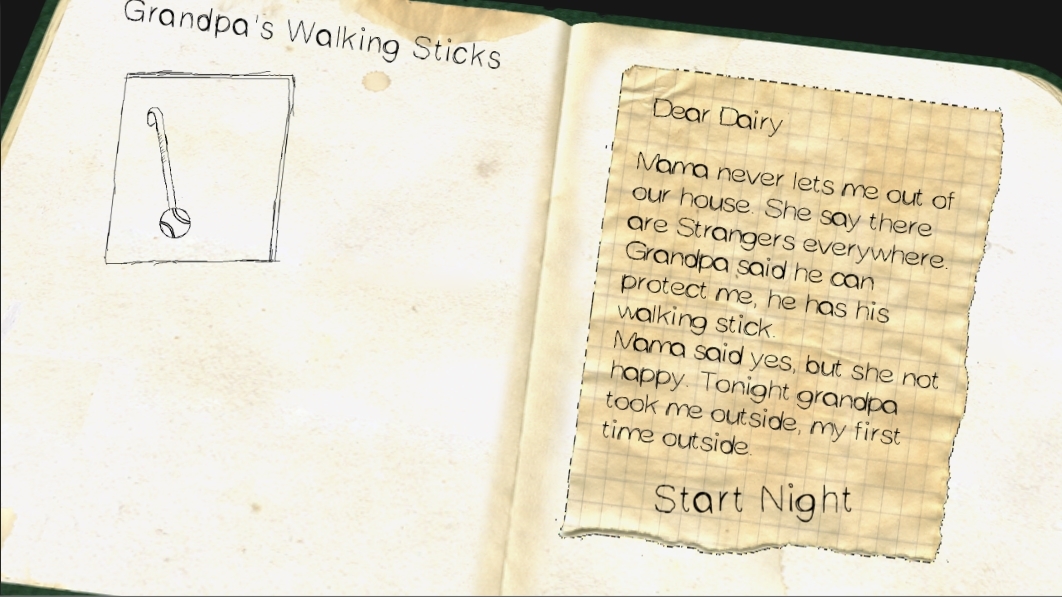 Grandpa's Walking Sticks
Dear Dairy
Mama never lets me out of
our house. She say there
are Strangers everywhere.
Grandpa said he can
protect me, he has his
walking stick.
Mama said yes, but she not
happy. Tonight grandpa
took me outside, my first
time outside.
Start Night